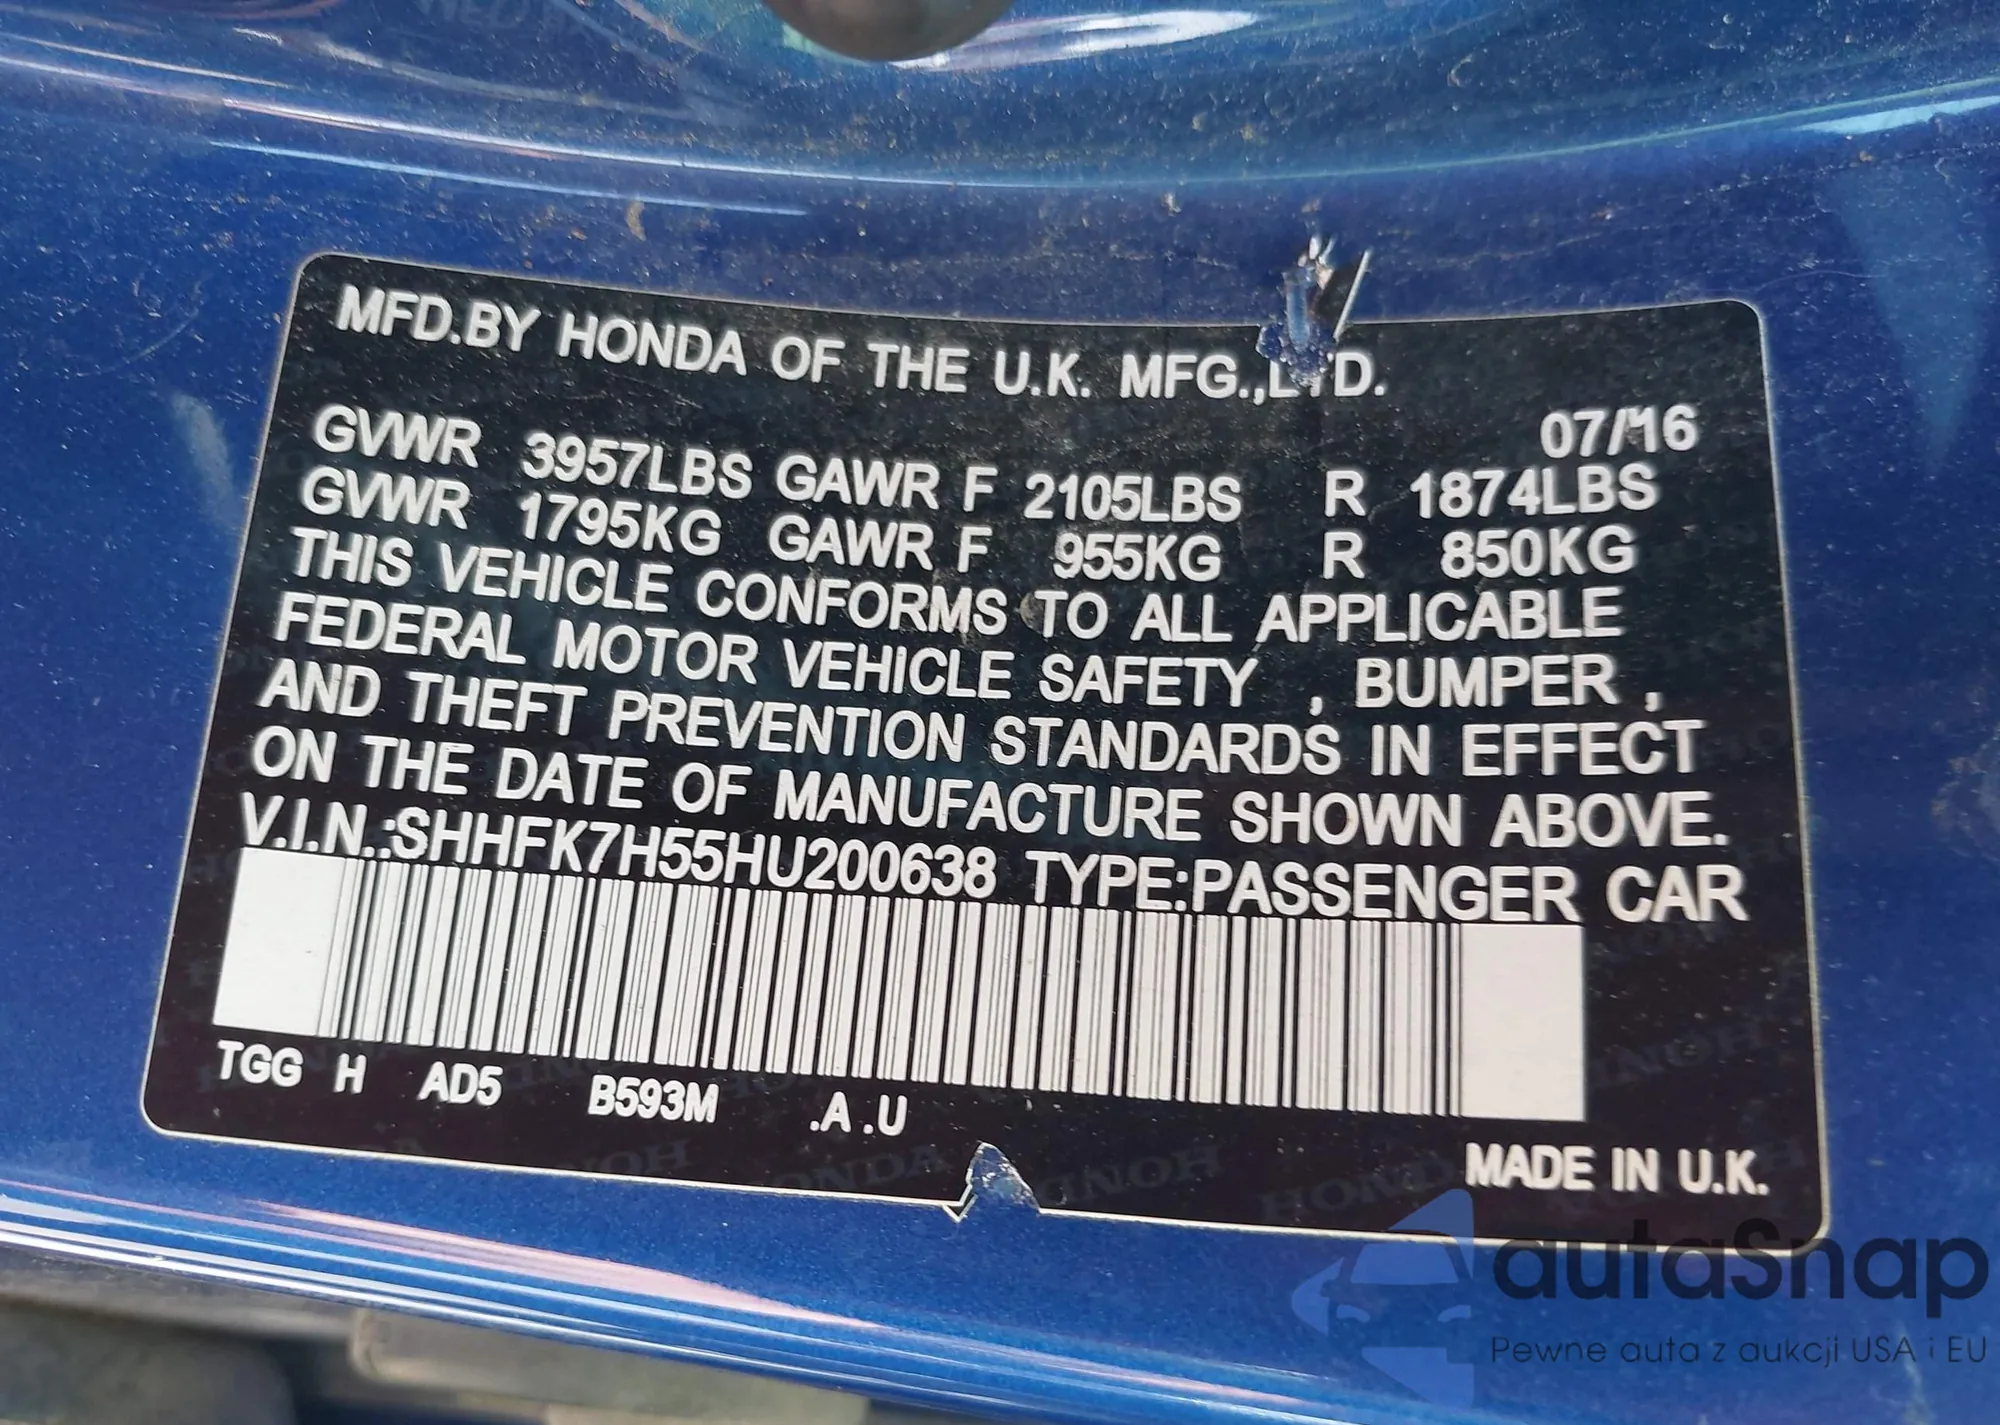 MFD.BY HONDA OF THE U.K. MFG.,LTD.
07/16
GVWR 3957LBS GAWR F 2105LBS R 1874LBS
GVWR 1795KG GAWR F 955KG R 850KG
THIS VEHICLE CONFORMS TO ALL APPLICABLE
FEDERAL MOTOR VEHICLE SAFETY , BUMPER ,
AND THEFT PREVENTION STANDARDS IN EFFECT
ON THE DATE OF MANUFACTURE SHOWN ABOVE.
V.I.N.:SHHFK7H55HU200638 TYPE:PASSENGER CAR
TGG H AD5 B593M .A .U
MADE IN U.K.
autaSnap
Pewne auta z aukcji USA i EU